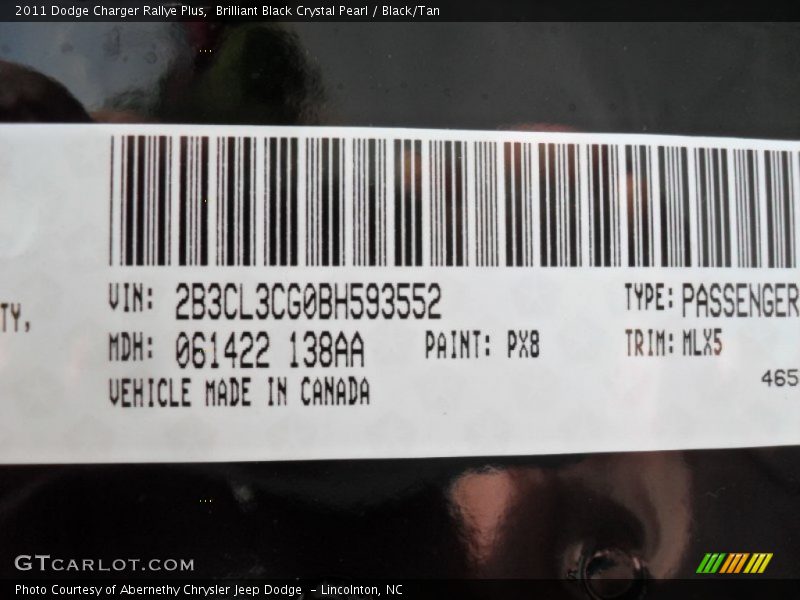 2011 Dodge Charger Rallye Plus,  Brilliant Black Crystal Pearl / Black/Tan
TY,
VIN: 2B3CL3CG0BH593552
TYPE: PASSENGER
MDH: 061422 138AA
PAINT: PX8
TRIM: MLX5
VEHICLE MADE IN CANADA
465
GTCARLOT.COM
Photo Courtesy of Abernethy Chrysler Jeep Dodge  – Lincolnton, NC